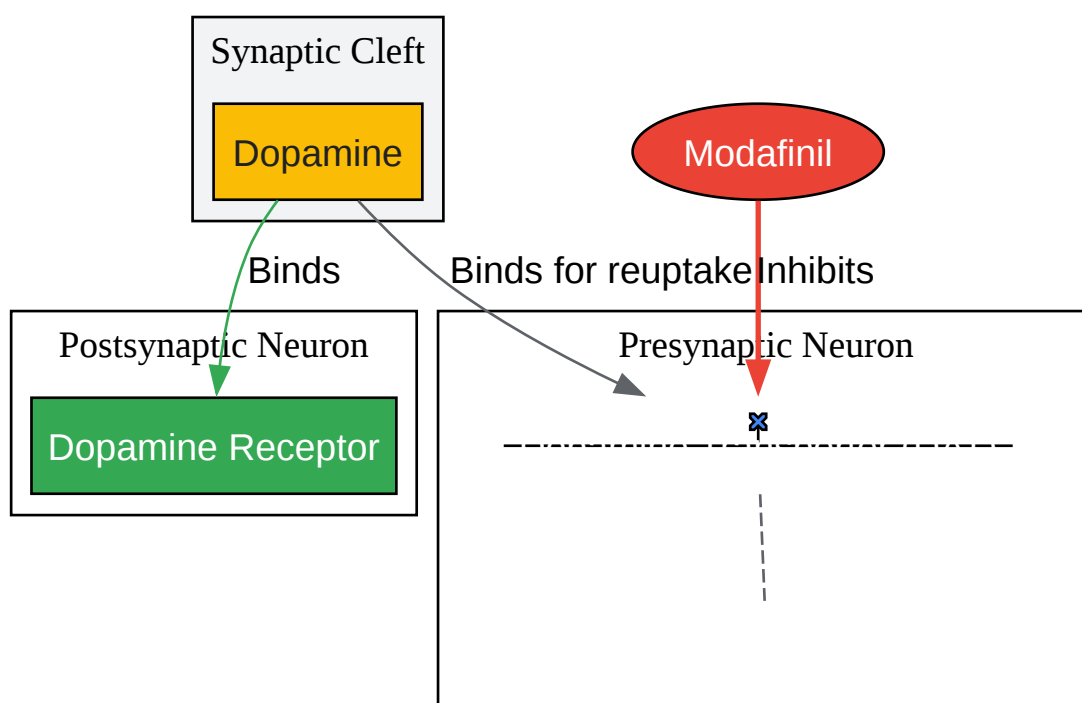 Synaptic Cleft
Dopamine
Modafinil
Binds
Binds for reuptake
Inhibits
Postsynaptic Neuron
Presynaptic Neuron
Dopamine Receptor